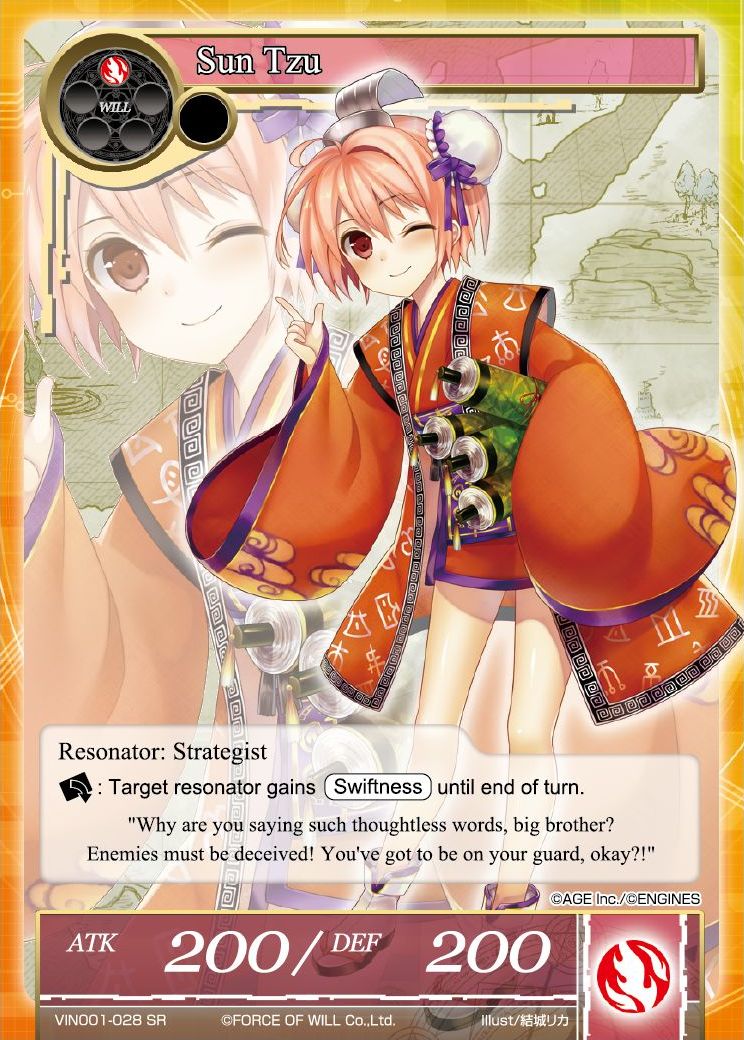 Sun Tzu
WILL
Resonator: Strategist
: Target resonator gains Swiftness until end of turn.
"Why are you saying such thoughtless words, big brother?
Enemies must be deceived! You've got to be on your guard, okay?!"
©AGE Inc./©ENGINES
ATK 200/ DEF 200
VIN001-028 SR ©FORCE OF WILL Co.,Ltd. Illust/結城リカ